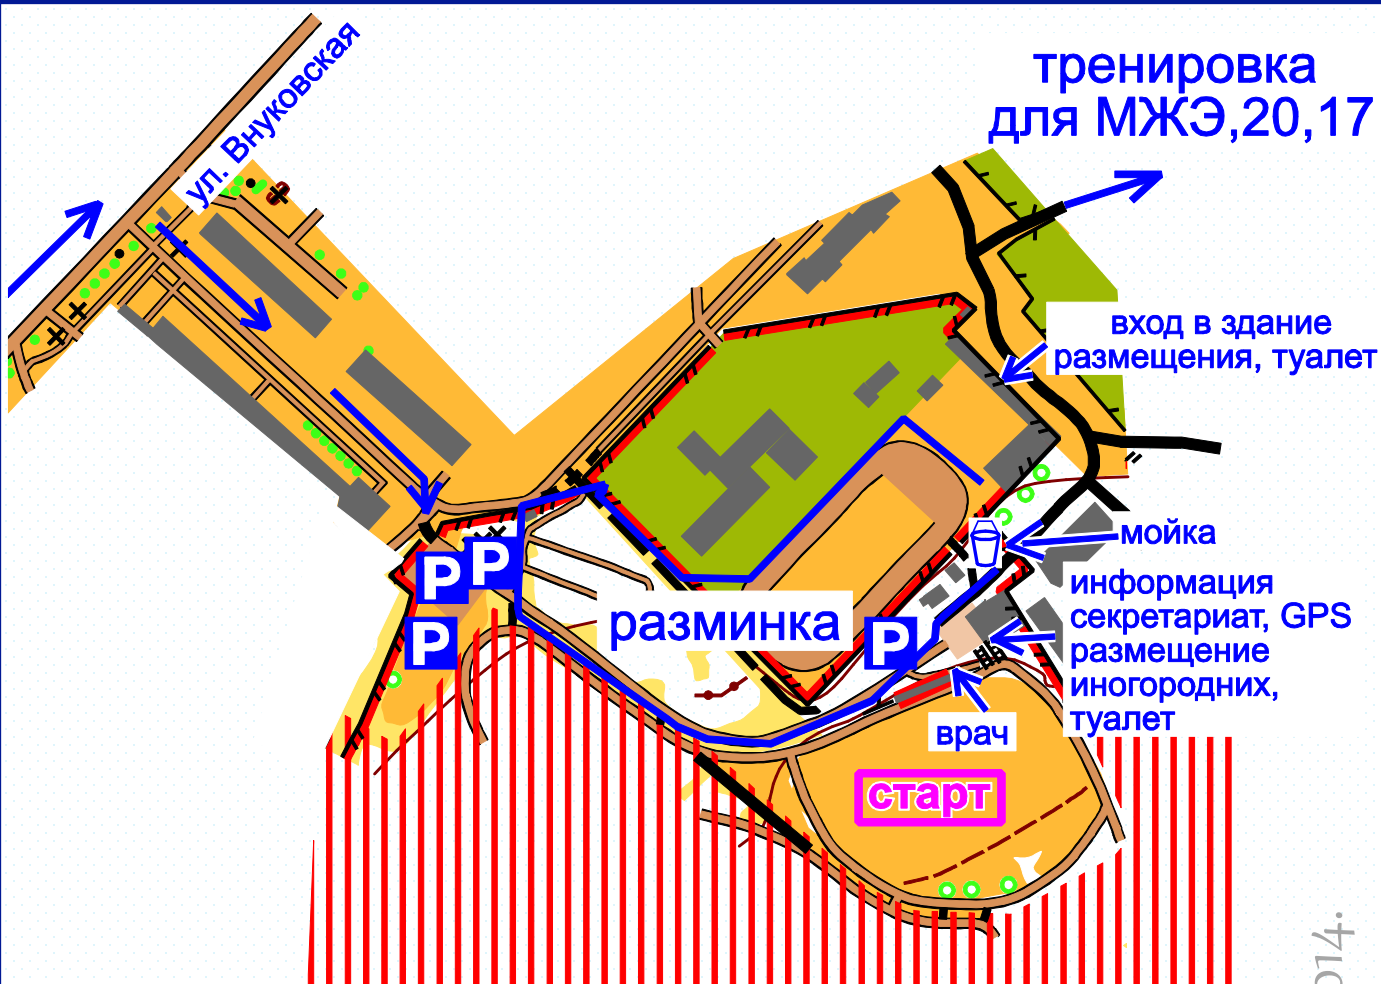 тренировка
для МЖЭ,20,17
ул. Внуковская
вход в здание
размещения, туалет
мойка
информация
секретариат, GPS
размещение
иногородних,
туалет
P
P
P
разминка
P
врач
старт
014.